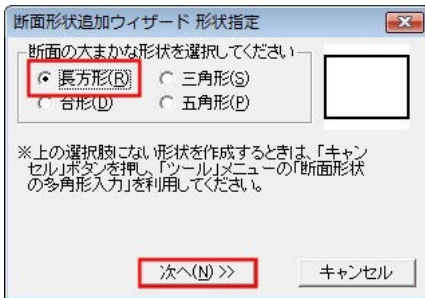 断面形状追加ウィザード 形状指定
断面の大まかな形状を選択してください
長方形(R) 三角形(S)
台形(D) 五角形(P)
※上の選択肢にない形状を作成するときは、「キャン
セル」ボタンを押し、「ツール」メニューの「断面形状
の多角形入力」を利用してください。
次へ(N) >> キャンセル